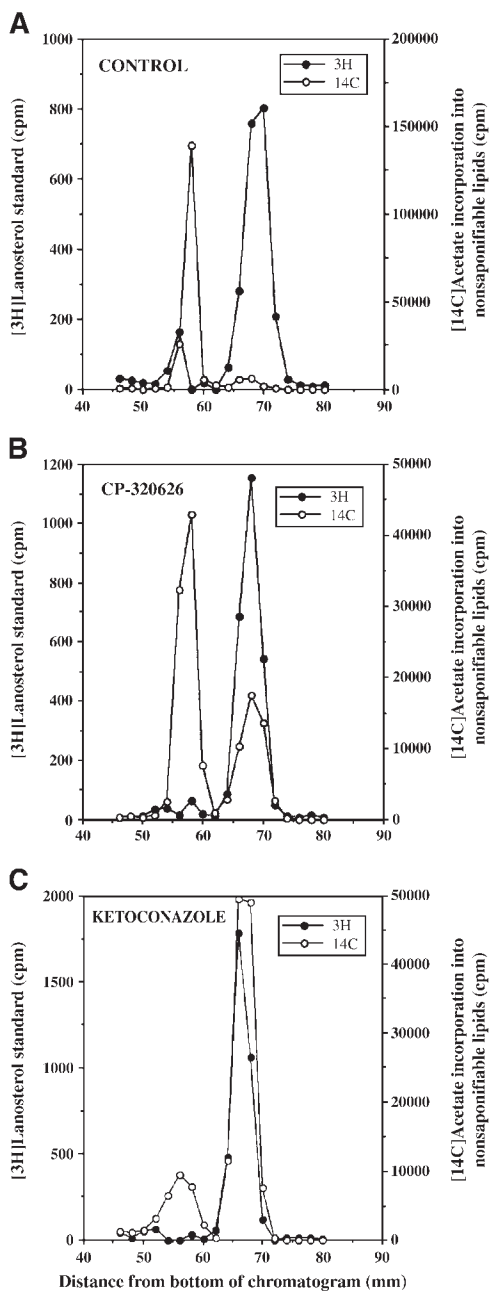 A
CONTROL
3H
14C
[3H]Lanosterol standard (cpm)
1000
800
600
400
200
0
200000
150000
100000
50000
0
[14C]Acetate incorporation into
nonsaponifiable lipids (cpm)
40 50 60 70 80 90
B
CP-320626
3H
14C
[3H]Lanosterol standard (cpm)
1200
1000
800
600
400
200
0
50000
40000
30000
20000
10000
0
[14C]Acetate incorporation into
nonsaponifiable lipids (cpm)
40 50 60 70 80 90
C
KETOCONAZOLE
3H
14C
[3H]Lanosterol standard (cpm)
2000
1500
1000
500
0
50000
40000
30000
20000
10000
0
[14C]Acetate incorporation into
nonsaponifiable lipids (cpm)
40 50 60 70 80 90
Distance from bottom of chromatogram (mm)